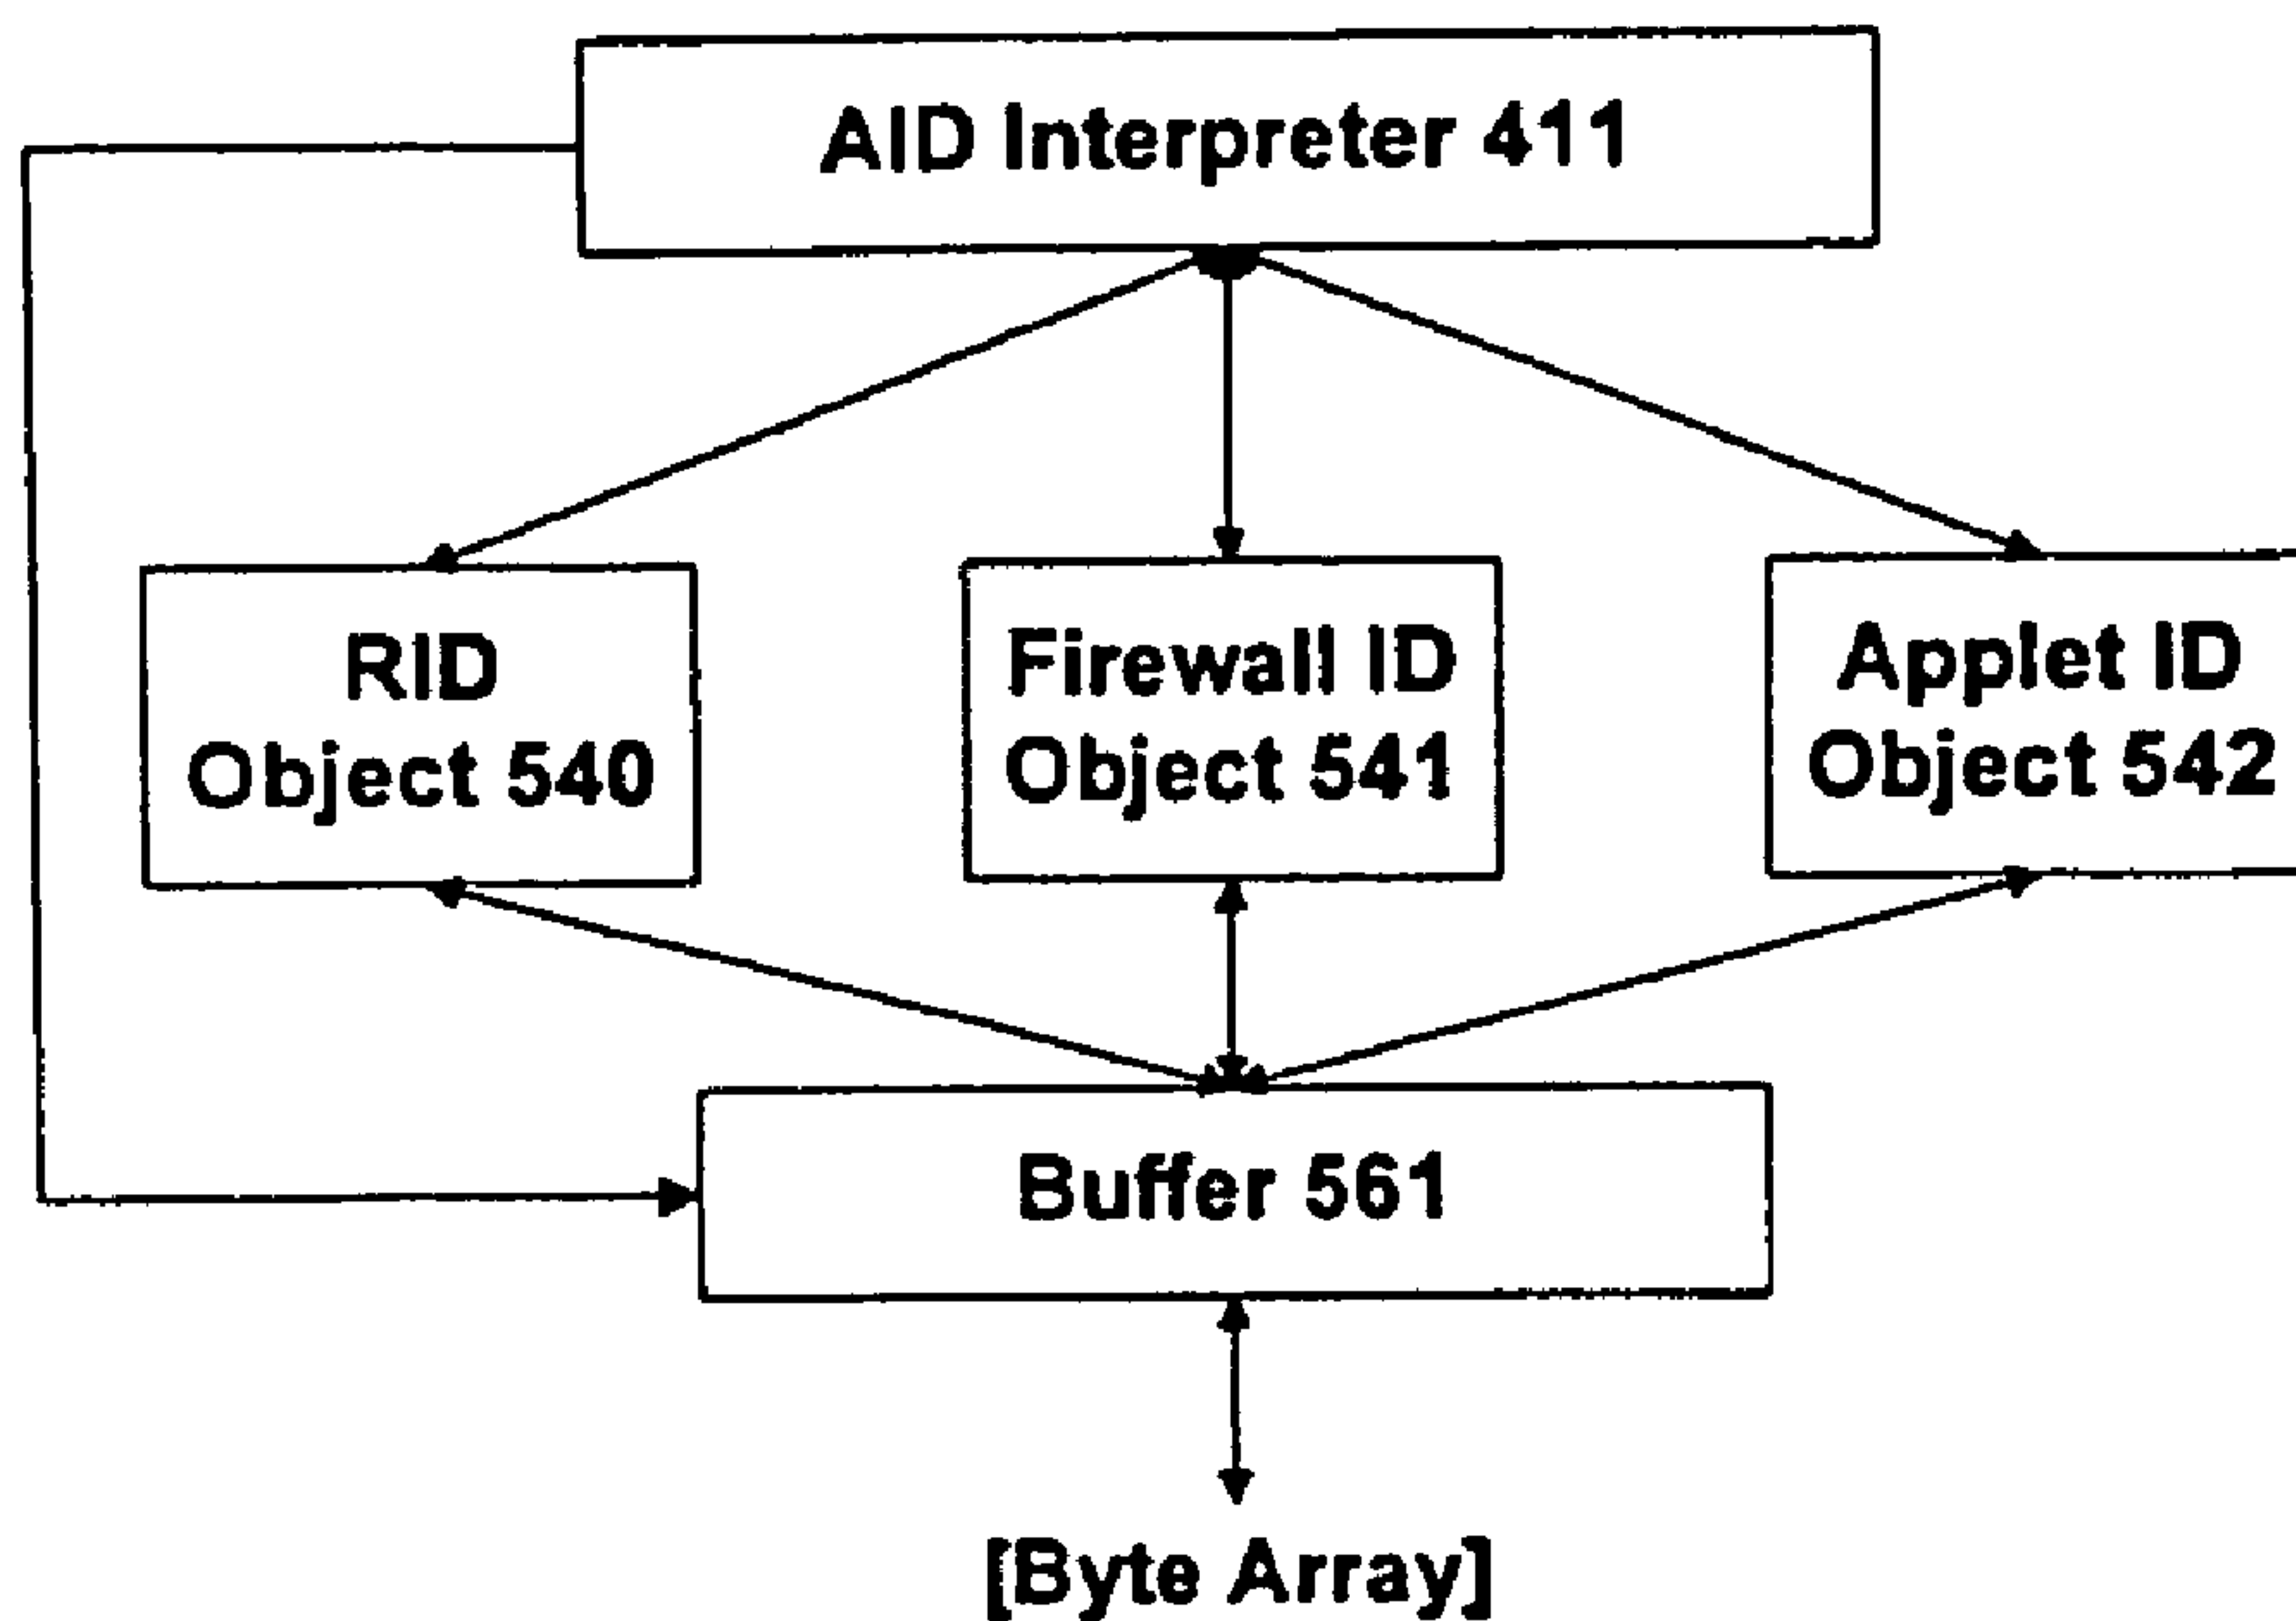 AID Interpreter 411
RID
Object 540
Firewall ID
Object 541
Applet ID
Object 542
Buffer 561
[Byte Array]